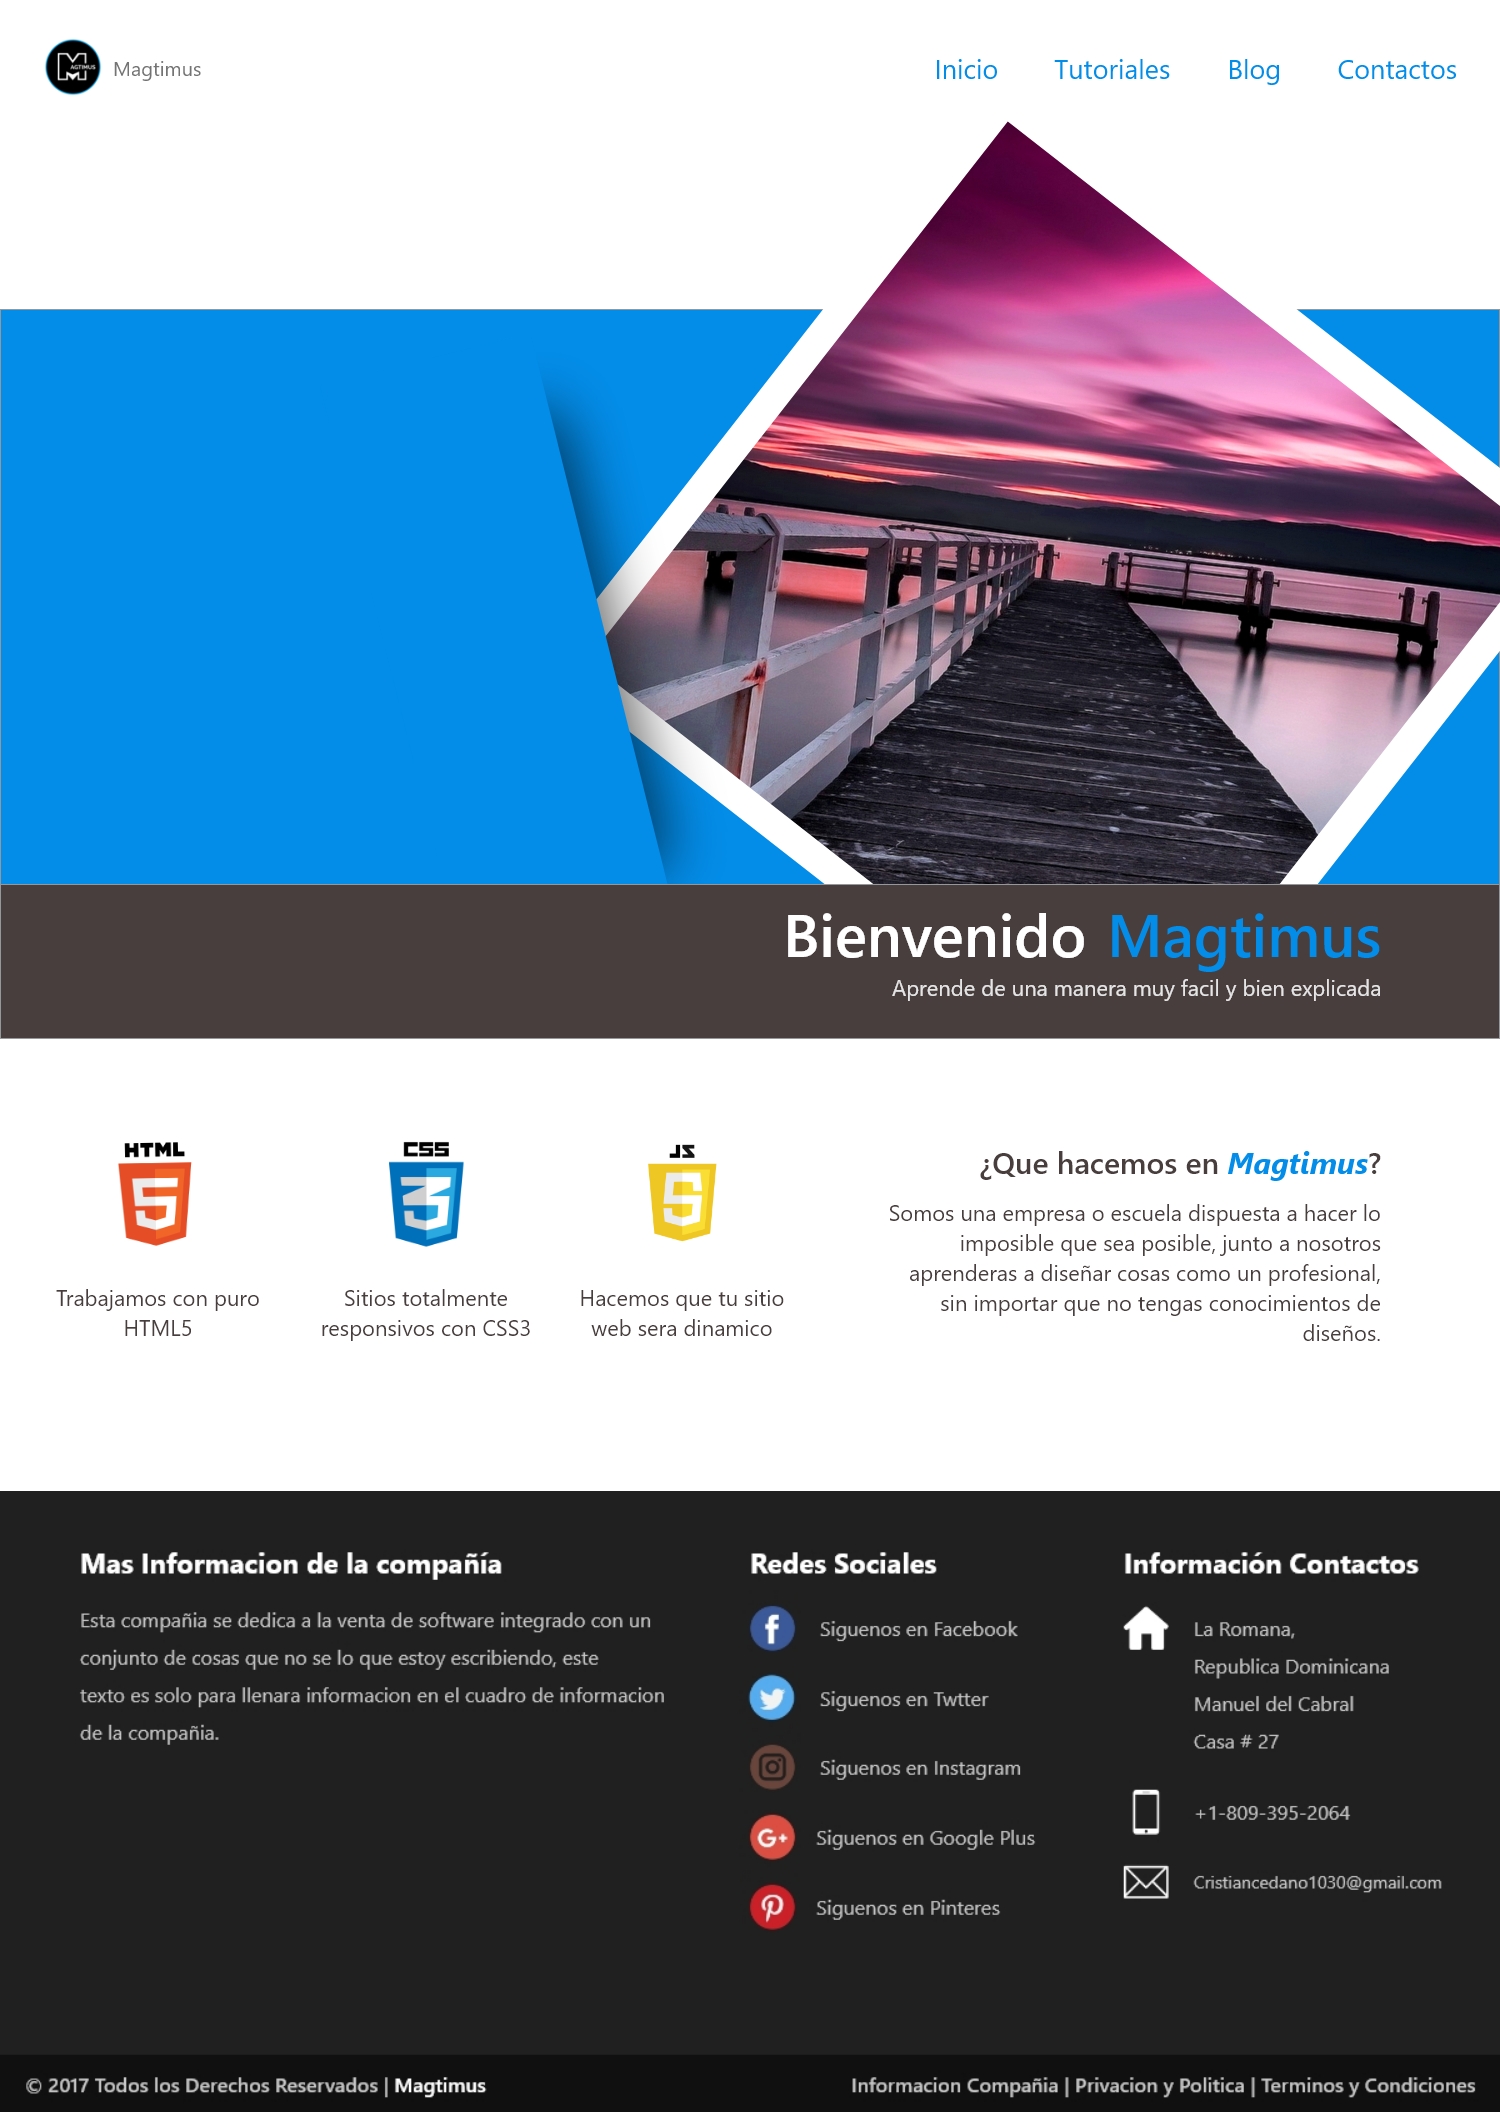 Magtimus
Inicio Tutoriales Blog Contactos
Bienvenido Magtimus
Aprende de una manera muy facil y bien explicada
HTML
5
Trabajamos con puro
HTML5
CSS
3
Sitios totalmente
responsivos con CSS3
JS
5
Hacemos que tu sitio
web sera dinamico
¿Que hacemos en Magtimus?
Somos una empresa o escuela dispuesta a hacer lo
imposible que sea posible, junto a nosotros
aprenderas a diseñar cosas como un profesional,
sin importar que no tengas conocimientos de
diseños.
Mas Informacion de la compañía
Esta compañia se dedica a la venta de software integrado con un
conjunto de cosas que no se lo que estoy escribiendo, este
texto es solo para llenara informacion en el cuadro de informacion
de la compañia.
Redes Sociales
Siguenos en Facebook
Siguenos en Twtter
Siguenos en Instagram
Siguenos en Google Plus
Siguenos en Pinteres
Información Contactos
La Romana,
Republica Dominicana
Manuel del Cabral
Casa # 27
+1-809-395-2064
Cristiancedano1030@gmail.com
© 2017 Todos los Derechos Reservados | Magtimus
Informacion Compañia | Privacion y Politica | Terminos y Condiciones